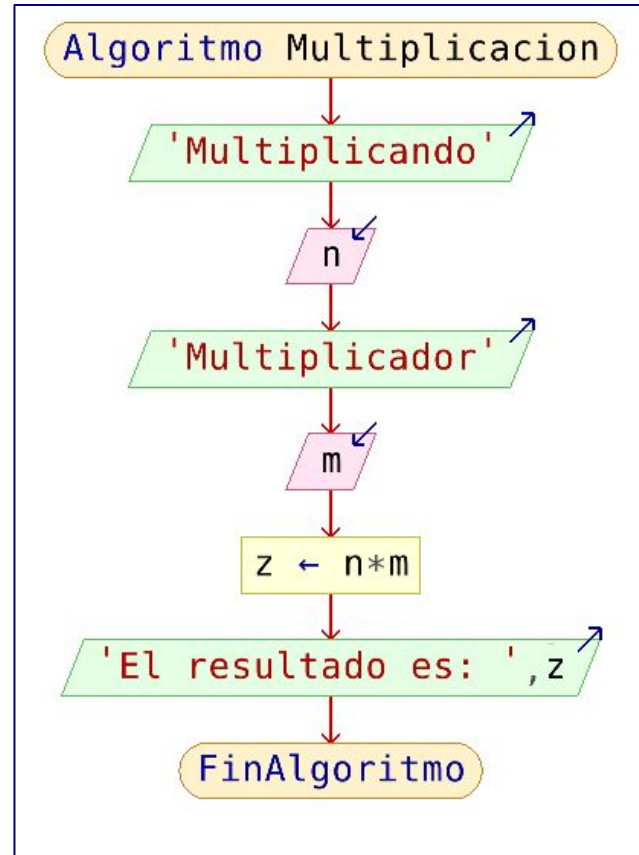 Algoritmo Multiplicacion
'Multiplicando'
n
'Multiplicador'
m
z ← n*m
'El resultado es: ',z
FinAlgoritmo